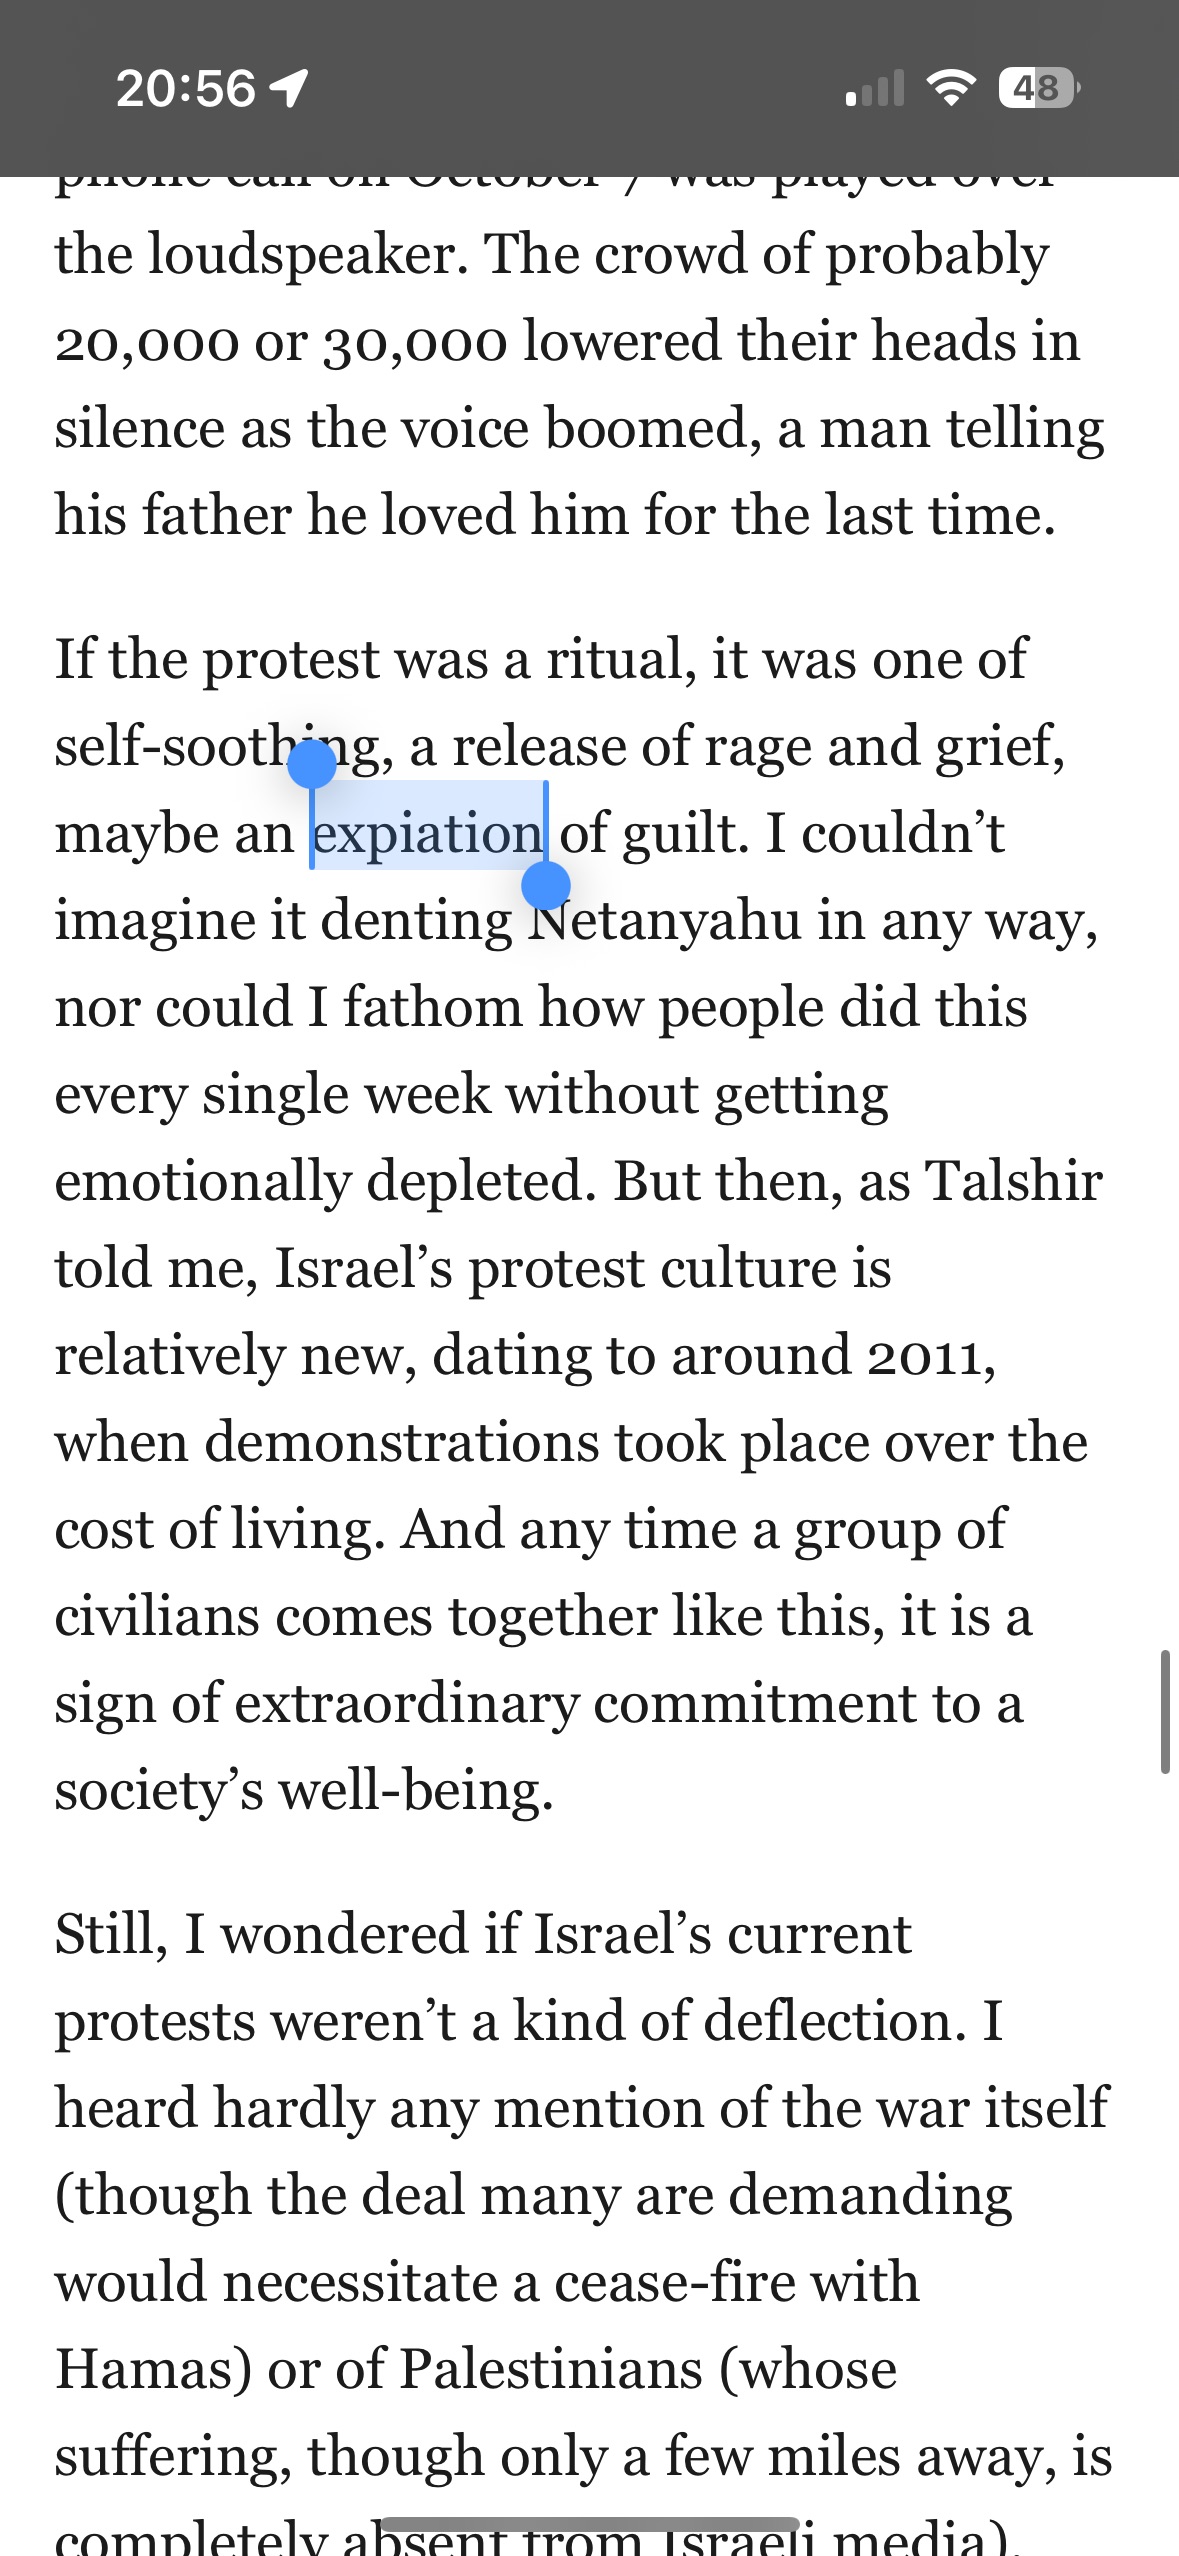 20:56
48
phone call on October 7 was played over
the loudspeaker. The crowd of probably
20,000 or 30,000 lowered their heads in
silence as the voice boomed, a man telling
his father he loved him for the last time.
If the protest was a ritual, it was one of
self-soothing, a release of rage and grief,
maybe an expiation of guilt. I couldn’t
imagine it denting Netanyahu in any way,
nor could I fathom how people did this
every single week without getting
emotionally depleted. But then, as Talshir
told me, Israel’s protest culture is
relatively new, dating to around 2011,
when demonstrations took place over the
cost of living. And any time a group of
civilians comes together like this, it is a
sign of extraordinary commitment to a
society’s well-being.
Still, I wondered if Israel’s current
protests weren’t a kind of deflection. I
heard hardly any mention of the war itself
(though the deal many are demanding
would necessitate a cease-fire with
Hamas) or of Palestinians (whose
suffering, though only a few miles away, is
completely absent from Israeli media).